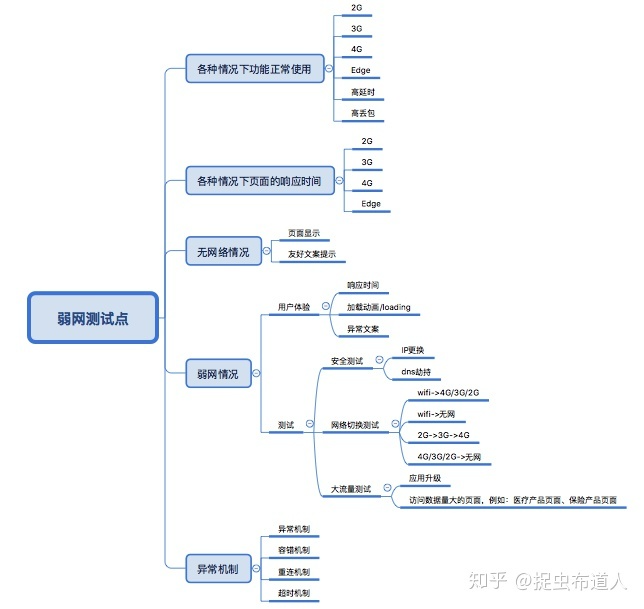 弱网测试点
各种情况下功能正常使用
2G
3G
4G
Edge
高延时
高丢包
各种情况下页面的响应时间
2G
3G
4G
Edge
无网络情况
页面显示
友好文案提示
弱网情况
用户体验
响应时间
加载动画/loading
异常文案
测试
安全测试
IP更换
dns劫持
网络切换测试
wifi->4G/3G/2G
wifi->无网
2G->3G->4G
4G/3G/2G->无网
大流量测试
应用升级
访问数据量大的页面，例如：医疗产品页面、保险产品页面
异常机制
异常机制
容错机制
重连机制
超时机制
知乎 @捉虫布道人